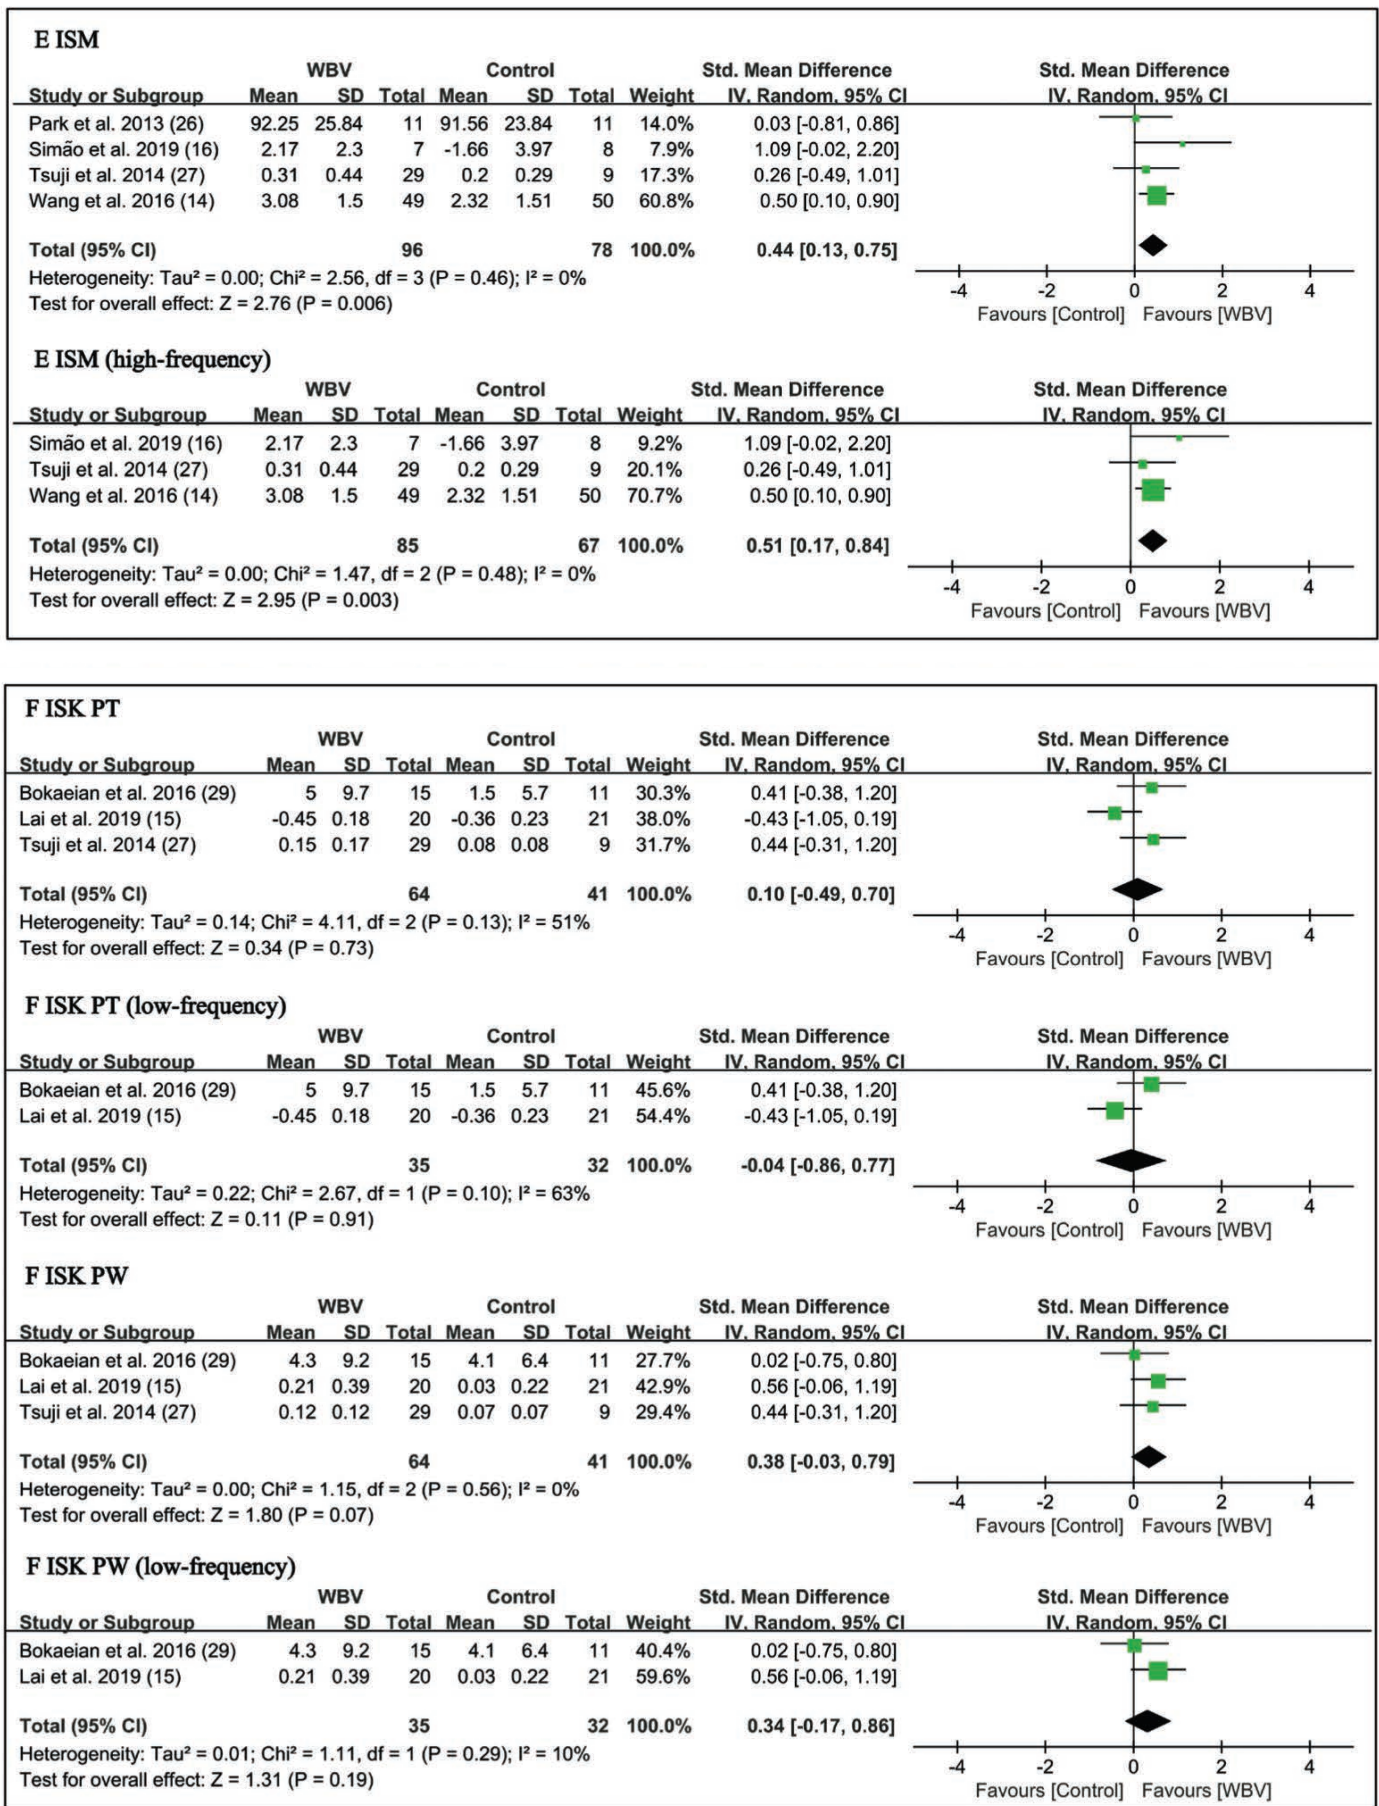 E ISM
WBV Control Std. Mean Difference Std. Mean Difference
Study or Subgroup Mean SD Total Mean SD Total Weight IV, Random, 95% CI IV, Random, 95% CI
Park et al. 2013 (26) 92.25 25.84 11 91.56 23.84 11 14.0% 0.03 [-0.81, 0.86]
Simão et al. 2019 (16) 2.17 2.3 7 -1.66 3.97 8 7.9% 1.09 [-0.02, 2.20]
Tsuji et al. 2014 (27) 0.31 0.44 29 0.2 0.29 9 17.3% 0.26 [-0.49, 1.01]
Wang et al. 2016 (14) 3.08 1.5 49 2.32 1.51 50 60.8% 0.50 [0.10, 0.90]
Total (95% CI) 96 78 100.0% 0.44 [0.13, 0.75]
Heterogeneity: Tau² = 0.00; Chi² = 2.56, df = 3 (P = 0.46); I² = 0%
Test for overall effect: Z = 2.76 (P = 0.006)
-4 -2 0 2 4
Favours [Control] Favours [WBV]
E ISM (high-frequency)
WBV Control Std. Mean Difference Std. Mean Difference
Study or Subgroup Mean SD Total Mean SD Total Weight IV, Random, 95% CI IV, Random, 95% CI
Simão et al. 2019 (16) 2.17 2.3 7 -1.66 3.97 8 9.2% 1.09 [-0.02, 2.20]
Tsuji et al. 2014 (27) 0.31 0.44 29 0.2 0.29 9 20.1% 0.26 [-0.49, 1.01]
Wang et al. 2016 (14) 3.08 1.5 49 2.32 1.51 50 70.7% 0.50 [0.10, 0.90]
Total (95% CI) 85 67 100.0% 0.51 [0.17, 0.84]
Heterogeneity: Tau² = 0.00; Chi² = 1.47, df = 2 (P = 0.48); I² = 0%
Test for overall effect: Z = 2.95 (P = 0.003)
-4 -2 0 2 4
Favours [Control] Favours [WBV]
F ISK PT
WBV Control Std. Mean Difference Std. Mean Difference
Study or Subgroup Mean SD Total Mean SD Total Weight IV, Random, 95% CI IV, Random, 95% CI
Bokaeian et al. 2016 (29) 5 9.7 15 1.5 5.7 11 30.3% 0.41 [-0.38, 1.20]
Lai et al. 2019 (15) -0.45 0.18 20 -0.36 0.23 21 38.0% -0.43 [-1.05, 0.19]
Tsuji et al. 2014 (27) 0.15 0.17 29 0.08 0.08 9 31.7% 0.44 [-0.31, 1.20]
Total (95% CI) 64 41 100.0% 0.10 [-0.49, 0.70]
Heterogeneity: Tau² = 0.14; Chi² = 4.11, df = 2 (P = 0.13); I² = 51%
Test for overall effect: Z = 0.34 (P = 0.73)
-4 -2 0 2 4
Favours [Control] Favours [WBV]
F ISK PT (low-frequency)
WBV Control Std. Mean Difference Std. Mean Difference
Study or Subgroup Mean SD Total Mean SD Total Weight IV, Random, 95% CI IV, Random, 95% CI
Bokaeian et al. 2016 (29) 5 9.7 15 1.5 5.7 11 45.6% 0.41 [-0.38, 1.20]
Lai et al. 2019 (15) -0.45 0.18 20 -0.36 0.23 21 54.4% -0.43 [-1.05, 0.19]
Total (95% CI) 35 32 100.0% -0.04 [-0.86, 0.77]
Heterogeneity: Tau² = 0.22; Chi² = 2.67, df = 1 (P = 0.10); I² = 63%
Test for overall effect: Z = 0.11 (P = 0.91)
-4 -2 0 2 4
Favours [Control] Favours [WBV]
F ISK PW
WBV Control Std. Mean Difference Std. Mean Difference
Study or Subgroup Mean SD Total Mean SD Total Weight IV, Random, 95% CI IV, Random, 95% CI
Bokaeian et al. 2016 (29) 4.3 9.2 15 4.1 6.4 11 27.7% 0.02 [-0.75, 0.80]
Lai et al. 2019 (15) 0.21 0.39 20 0.03 0.22 21 42.9% 0.56 [-0.06, 1.19]
Tsuji et al. 2014 (27) 0.12 0.12 29 0.07 0.07 9 29.4% 0.44 [-0.31, 1.20]
Total (95% CI) 64 41 100.0% 0.38 [-0.03, 0.79]
Heterogeneity: Tau² = 0.00; Chi² = 1.15, df = 2 (P = 0.56); I² = 0%
Test for overall effect: Z = 1.80 (P = 0.07)
-4 -2 0 2 4
Favours [Control] Favours [WBV]
F ISK PW (low-frequency)
WBV Control Std. Mean Difference Std. Mean Difference
Study or Subgroup Mean SD Total Mean SD Total Weight IV, Random, 95% CI IV, Random, 95% CI
Bokaeian et al. 2016 (29) 4.3 9.2 15 4.1 6.4 11 40.4% 0.02 [-0.75, 0.80]
Lai et al. 2019 (15) 0.21 0.39 20 0.03 0.22 21 59.6% 0.56 [-0.06, 1.19]
Total (95% CI) 35 32 100.0% 0.34 [-0.17, 0.86]
Heterogeneity: Tau² = 0.01; Chi² = 1.11, df = 1 (P = 0.29); I² = 10%
Test for overall effect: Z = 1.31 (P = 0.19)
-4 -2 0 2 4
Favours [Control] Favours [WBV]